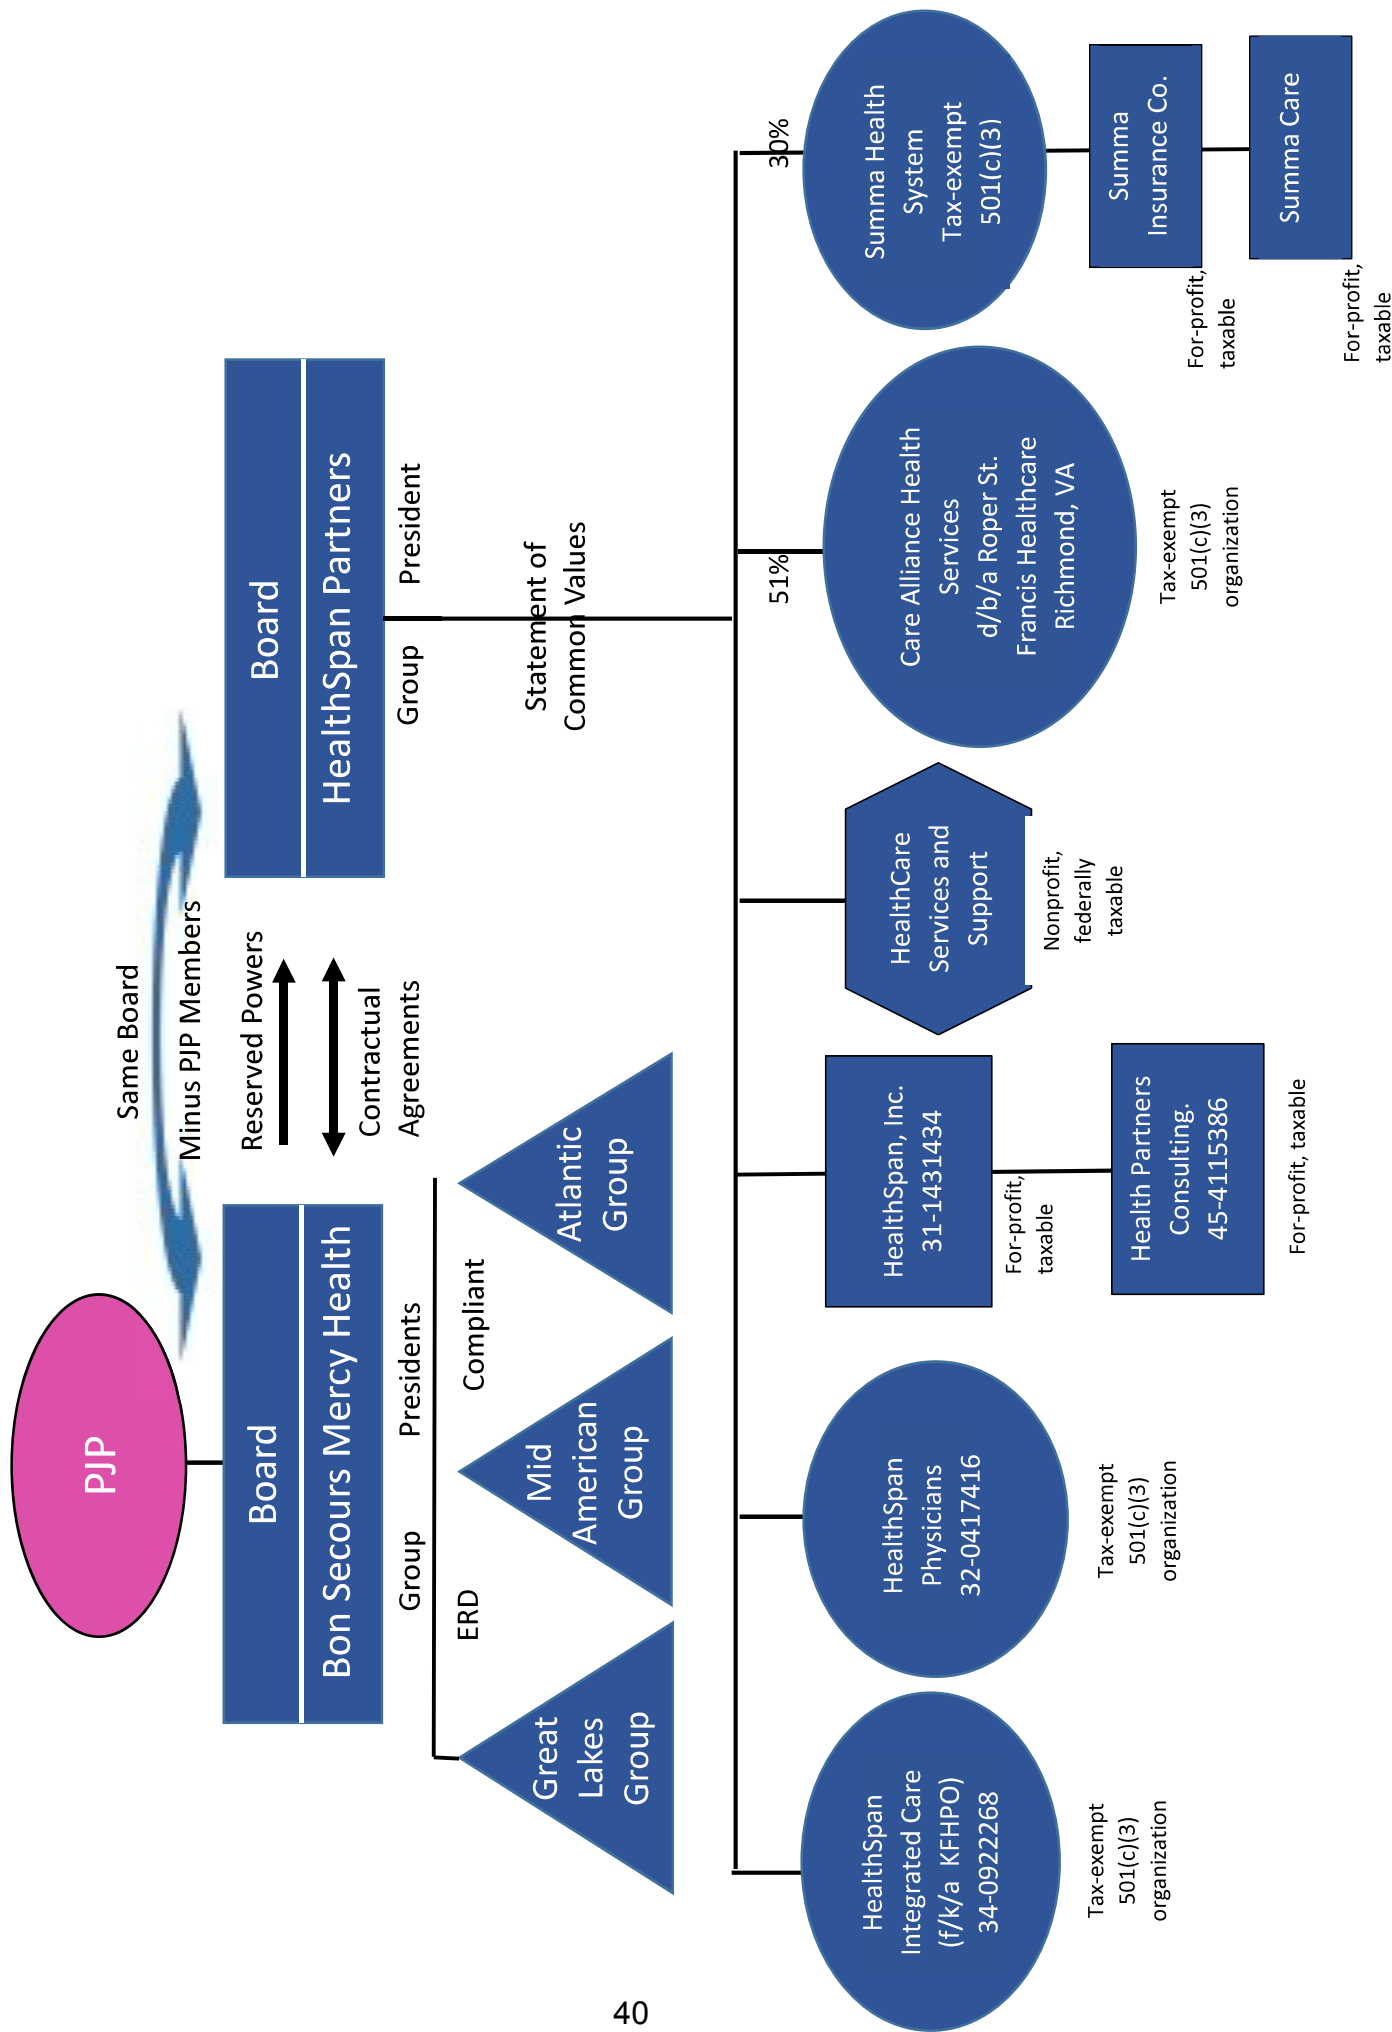 PJP
Board
Bon Secours Mercy Health
Group Presidents
ERD Compliant
Great
Lakes
Group
Mid
American
Group
Atlantic
Group
Same Board
Minus PJP Members
Reserved Powers
Contractual
Agreements
Board
HealthSpan Partners
Group President
Statement of
Common Values
HealthSpan
Integrated Care
(f/k/a KFHPO)
34-0922268
Tax-exempt
501(c)(3)
organization
HealthSpan
Physicians
32-0417416
Tax-exempt
501(c)(3)
organization
HealthSpan, Inc.
31-1431434
For-profit,
taxable
Health Partners
Consulting.
45-4115386
For-profit, taxable
HealthCare
Services and
Support
Nonprofit,
federally
taxable
51%
Care Alliance Health
Services
d/b/a Roper St.
Francis Healthcare
Richmond, VA
Tax-exempt
501(c)(3)
organization
30%
Summa Health
System
Tax-exempt
501(c)(3)
Summa
Insurance Co.
For-profit,
taxable
Summa Care
For-profit,
taxable
40